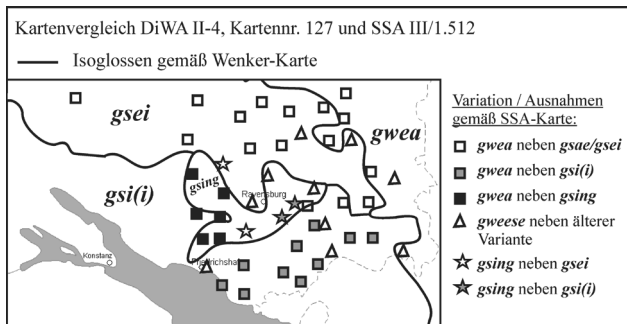 Kartenvergleich DiWA II-4, Kartennr. 127 und SSA III/1.512
Isoglossen gemäß Wenker-Karte
gsei
gwea
gsing
gsi(i)
Ravensburg
Konstanz
Friedrichshaf
Variation / Ausnahmen
gemäß SSA-Karte:
gwea neben gsae/gsei
gwea neben gsi(i)
gwea neben gsing
gweese neben älterer
Variante
gsing neben gsei
gsing neben gsi(i)